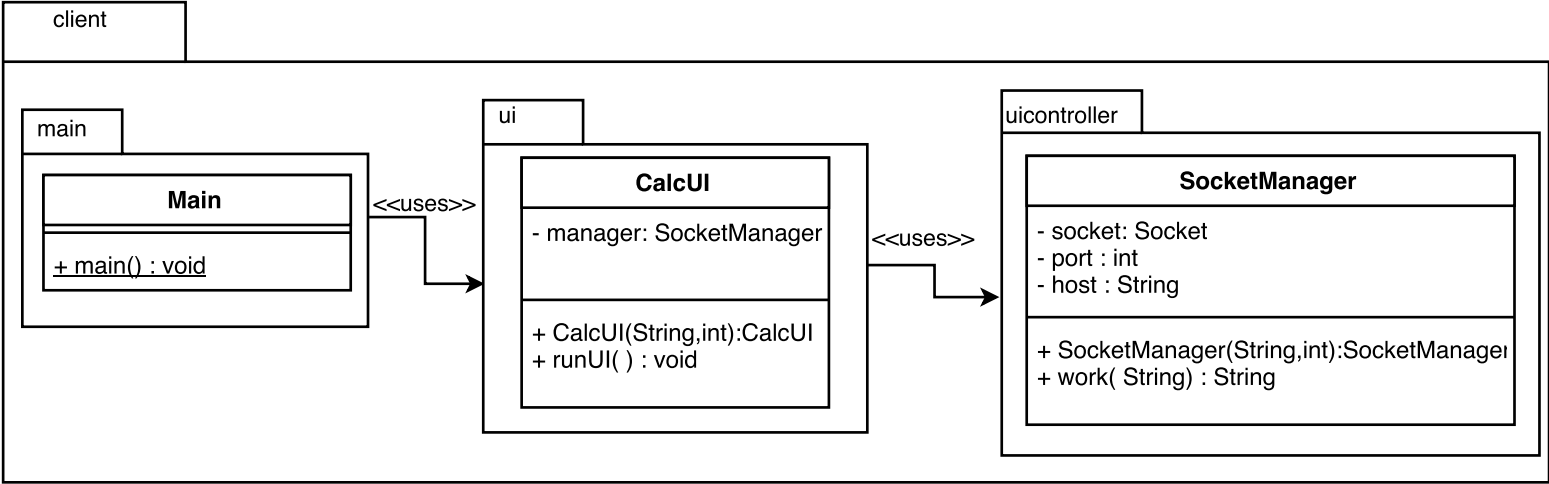 client
main
Main
+ main() : void
<<uses>>
ui
CalcUI
- manager: SocketManager
+ CalcUI(String,int):CalcUI
+ runUI( ) : void
<<uses>>
uicontroller
SocketManager
- socket: Socket
- port : int
- host : String
+ SocketManager(String,int):SocketManager
+ work( String) : String